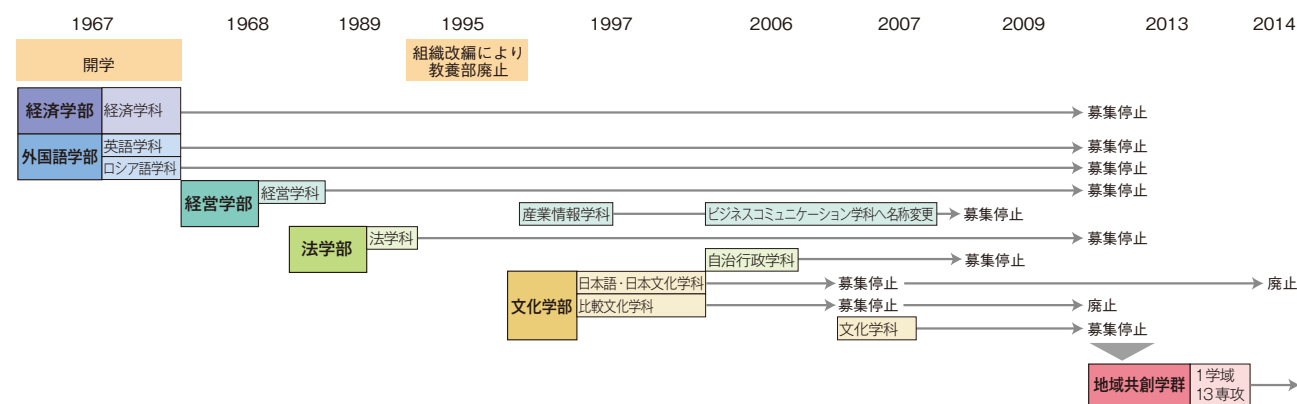 1967 1968 1989 1995 1997 2006 2007 2009 2013 2014
開学
組織改編により
教養部廃止
経済学部 経済学科 募集停止
外国語学部
英語学科 募集停止
ロシア語学科 募集停止
経営学部 経営学科 募集停止
産業情報学科 ビジネスコミュニケーション学科へ名称変更 募集停止
法学部 法学科 募集停止
自治行政学科 募集停止
文化学部
日本語・日本文化学科 募集停止 廃止
比較文化学科 募集停止 廃止
文化学科 募集停止
地域共創学群
1学域
13専攻